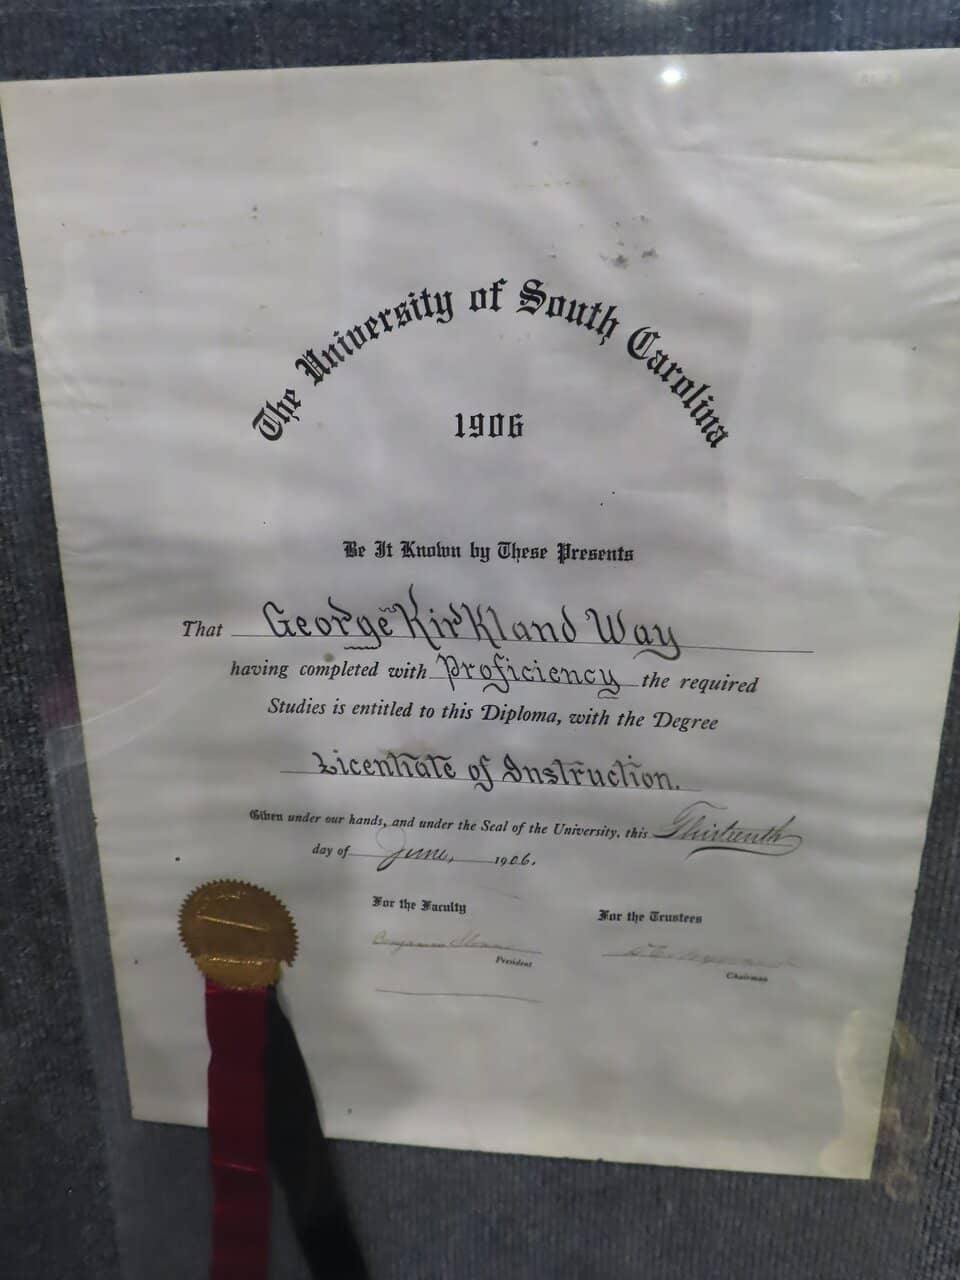 The University of South Carolina
1906
Be It Known by These Presents
That George Kirkland Way
having completed with Proficiency the required
Studies is entitled to this Diploma, with the Degree
Licentiate of Instruction.
Given under our hands, and under the Seal of the University, this Thirteenth
day of June, 1906.
For the Faculty
For the Trustees
Benjamin Sloan
President
Chairman